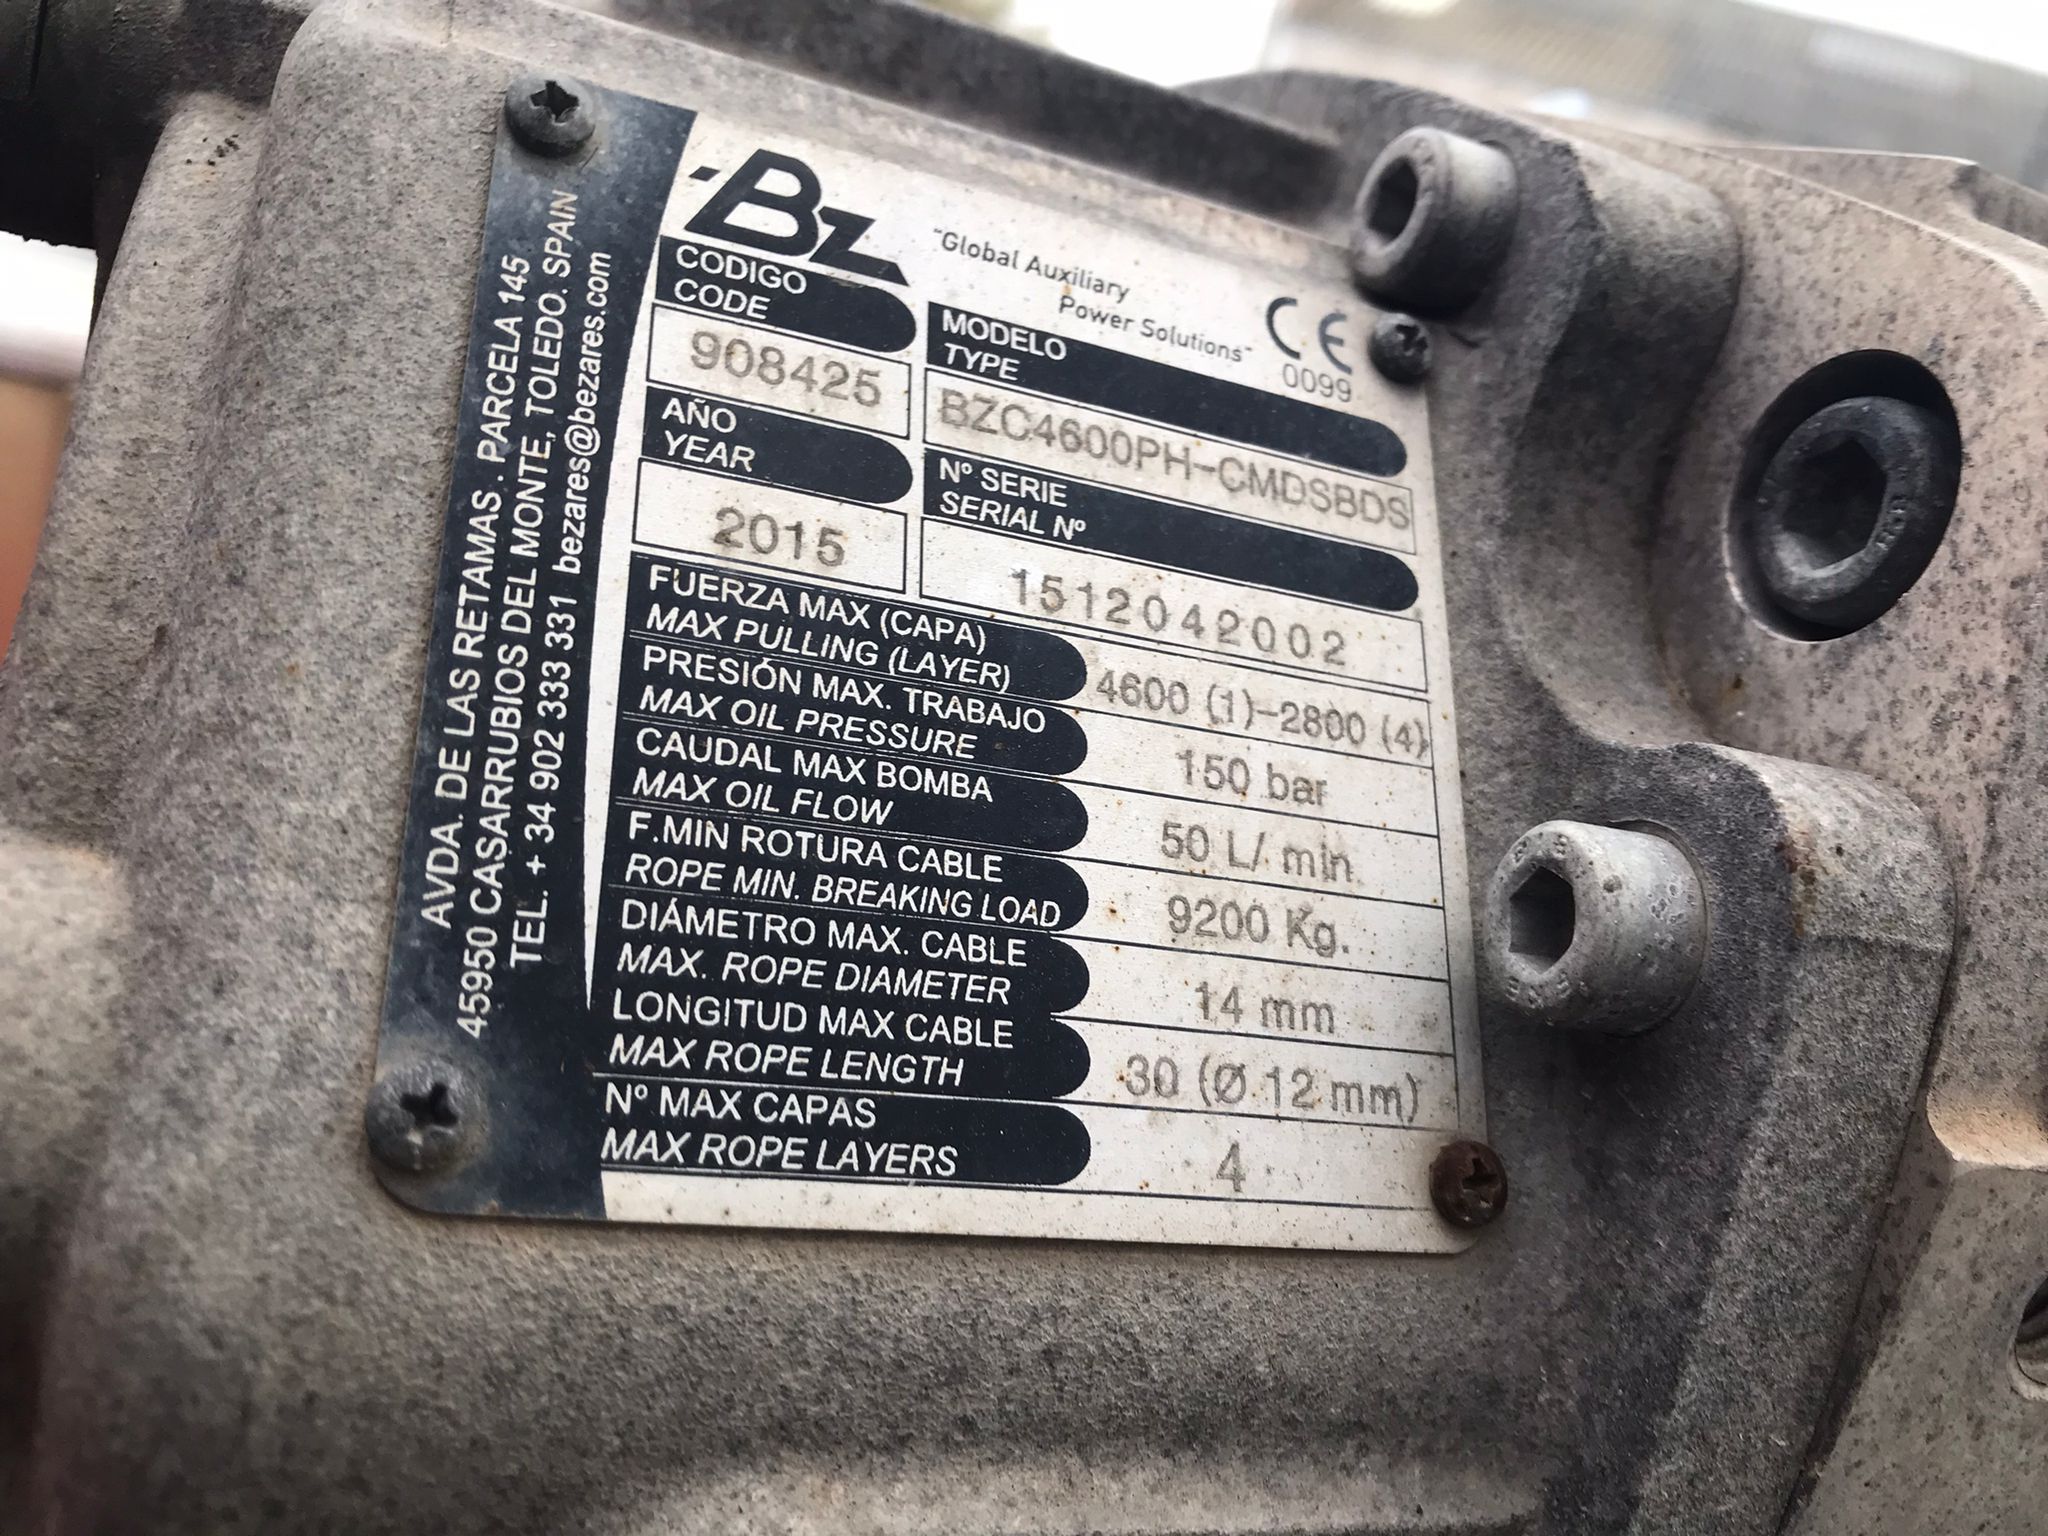 Bz
"Global Auxiliary
Power Solutions"
CE
0099
CODIGO
CODE
908425
MODELO
TYPE
BZC4600PH-CMDSBDS
AÑO
YEAR
2015
Nº SERIE
SERIAL Nº
1512042002
FUERZA MAX (CAPA)
MAX PULLING (LAYER)
4600 (1)-2800 (4)
PRESIÓN MAX. TRABAJO
MAX OIL PRESSURE
150 bar
CAUDAL MAX BOMBA
MAX OIL FLOW
50 L/ min.
F.MIN ROTURA CABLE
ROPE MIN. BREAKING LOAD
9200 Kg.
DIÁMETRO MAX. CABLE
MAX. ROPE DIAMETER
14 mm
LONGITUD MAX CABLE
MAX ROPE LENGTH
30 (Ø 12 mm)
Nº MAX CAPAS
MAX ROPE LAYERS
4
AVDA. DE LAS RETAMAS. PARCELA 145
45950 CASARRUBIOS DEL MONTE, TOLEDO. SPAIN
TEL. + 34 902 333 331 bezares@bezares.com